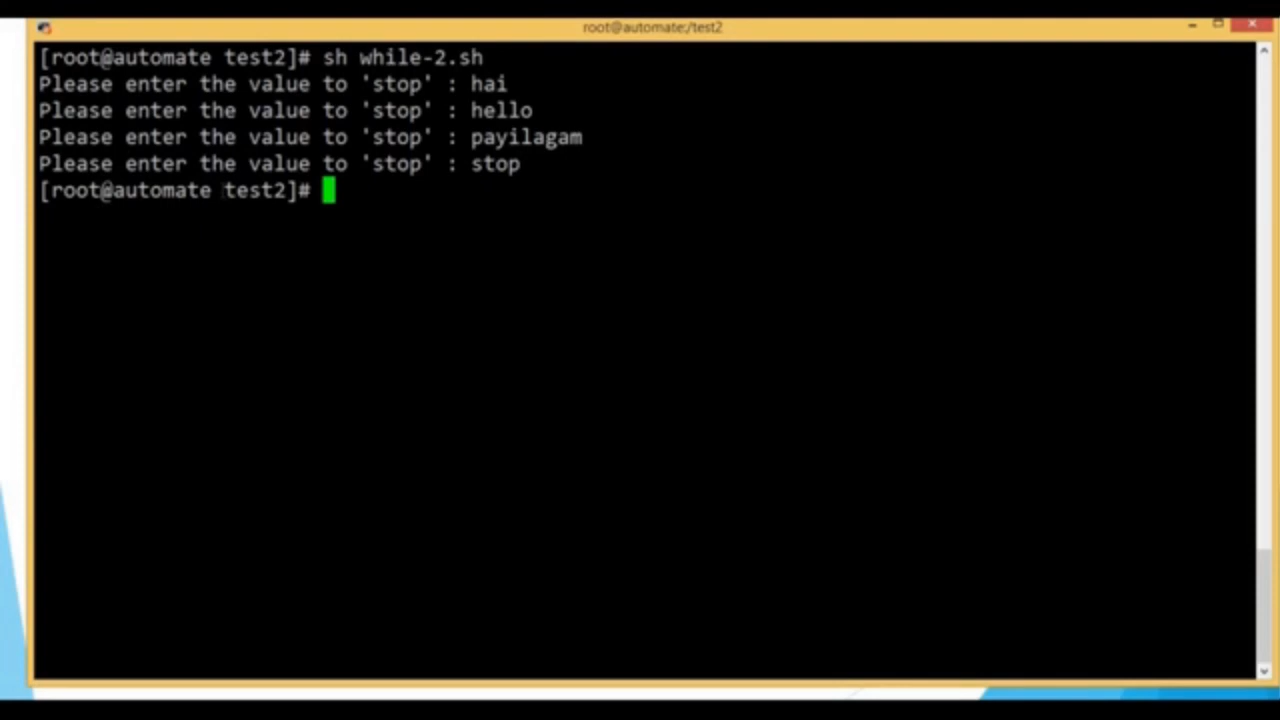 root@automate:/test2
[root@automate test2]# sh while-2.sh
Please enter the value to 'stop' : hai
Please enter the value to 'stop' : hello
Please enter the value to 'stop' : payilagam
Please enter the value to 'stop' : stop
[root@automate test2]#